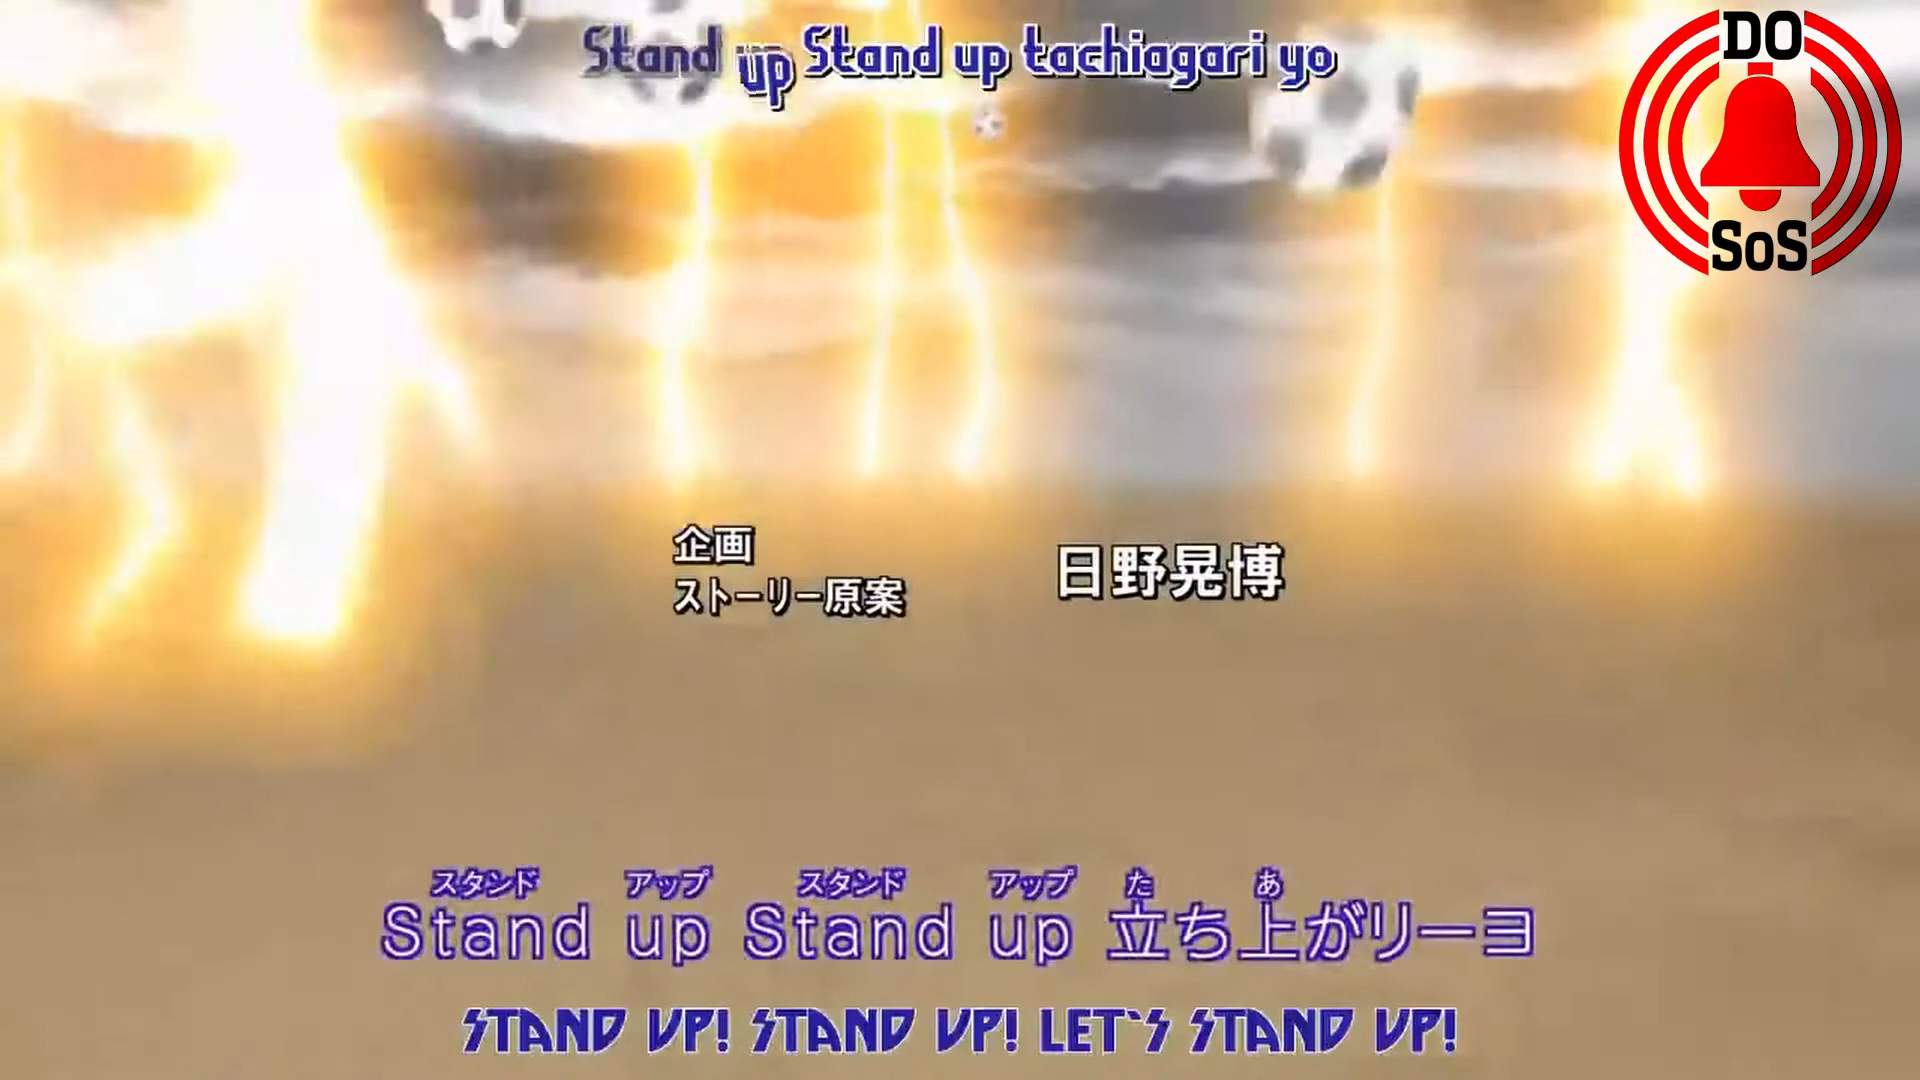 Stand up Stand up tachiagari yo
DO
SoS
企画
ストーリー原案
日野晃博
スタンド アップ スタンド アップ た あ
Stand up Stand up 立ち上がリーヨ
STAND UP! STAND UP! LET`S STAND UP!